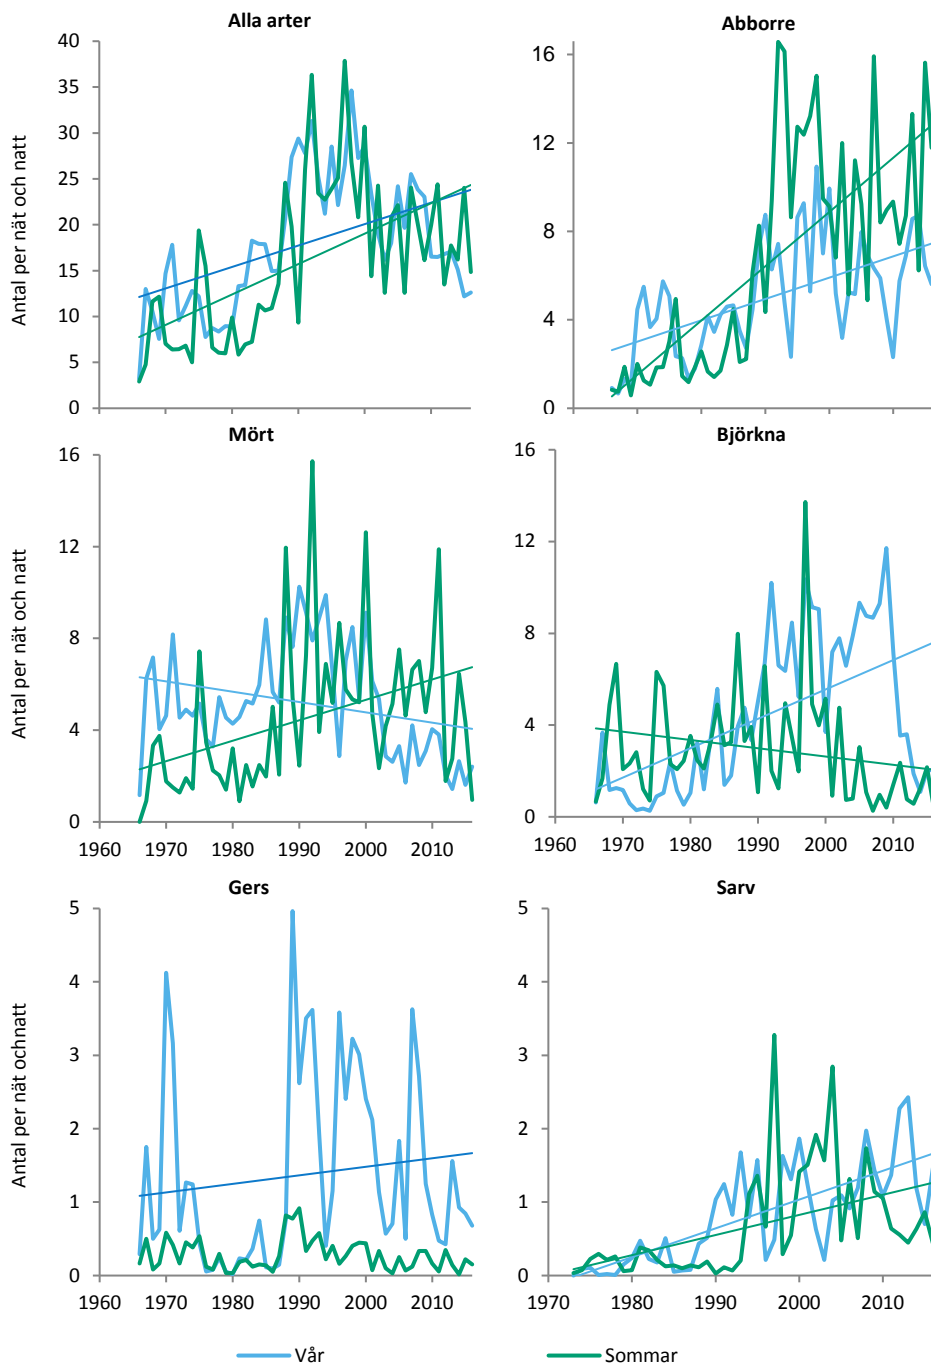 Alla arter
Abborre
Antal per nät och natt
40
35
30
25
20
15
10
5
0
16
12
8
4
0
Mört
Björkna
Antal per nät och natt
16
12
8
4
0
1960 1970 1980 1990 2000 2010
16
12
8
4
0
1960 1970 1980 1990 2000 2010
Gers
Sarv
Antal per nät ochnatt
5
4
3
2
1
0
1960 1970 1980 1990 2000 2010
5
4
3
2
1
0
1970 1980 1990 2000 2010
Vår
Sommar